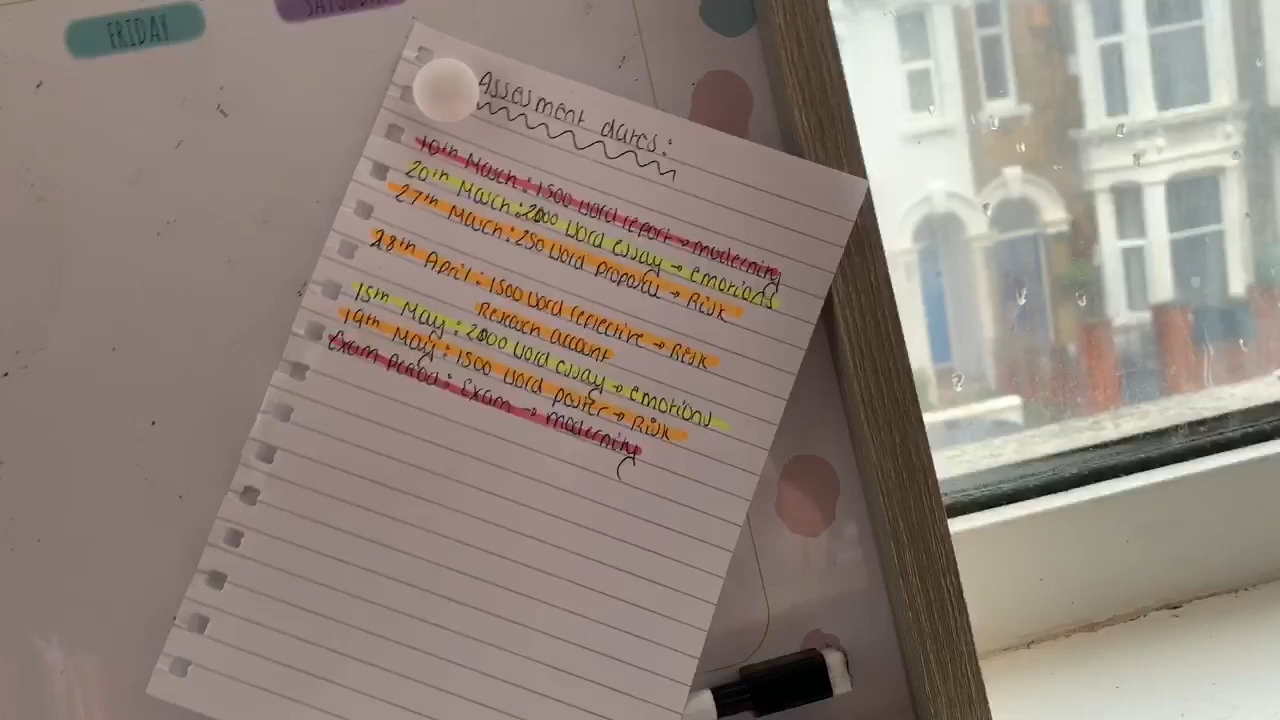 FRIDAY
SATURDAY
Assesment dates:
10th March: 1500 word report → modernity
20th March: 2000 word essay → emotions
27th March: 250 word proposal → Risk
28th April: 1500 word reflective → Risk
Research account
15th May: 2000 word essay → emotions
19th May: 1500 word poster → Risk
Exam period: Exam → modernity